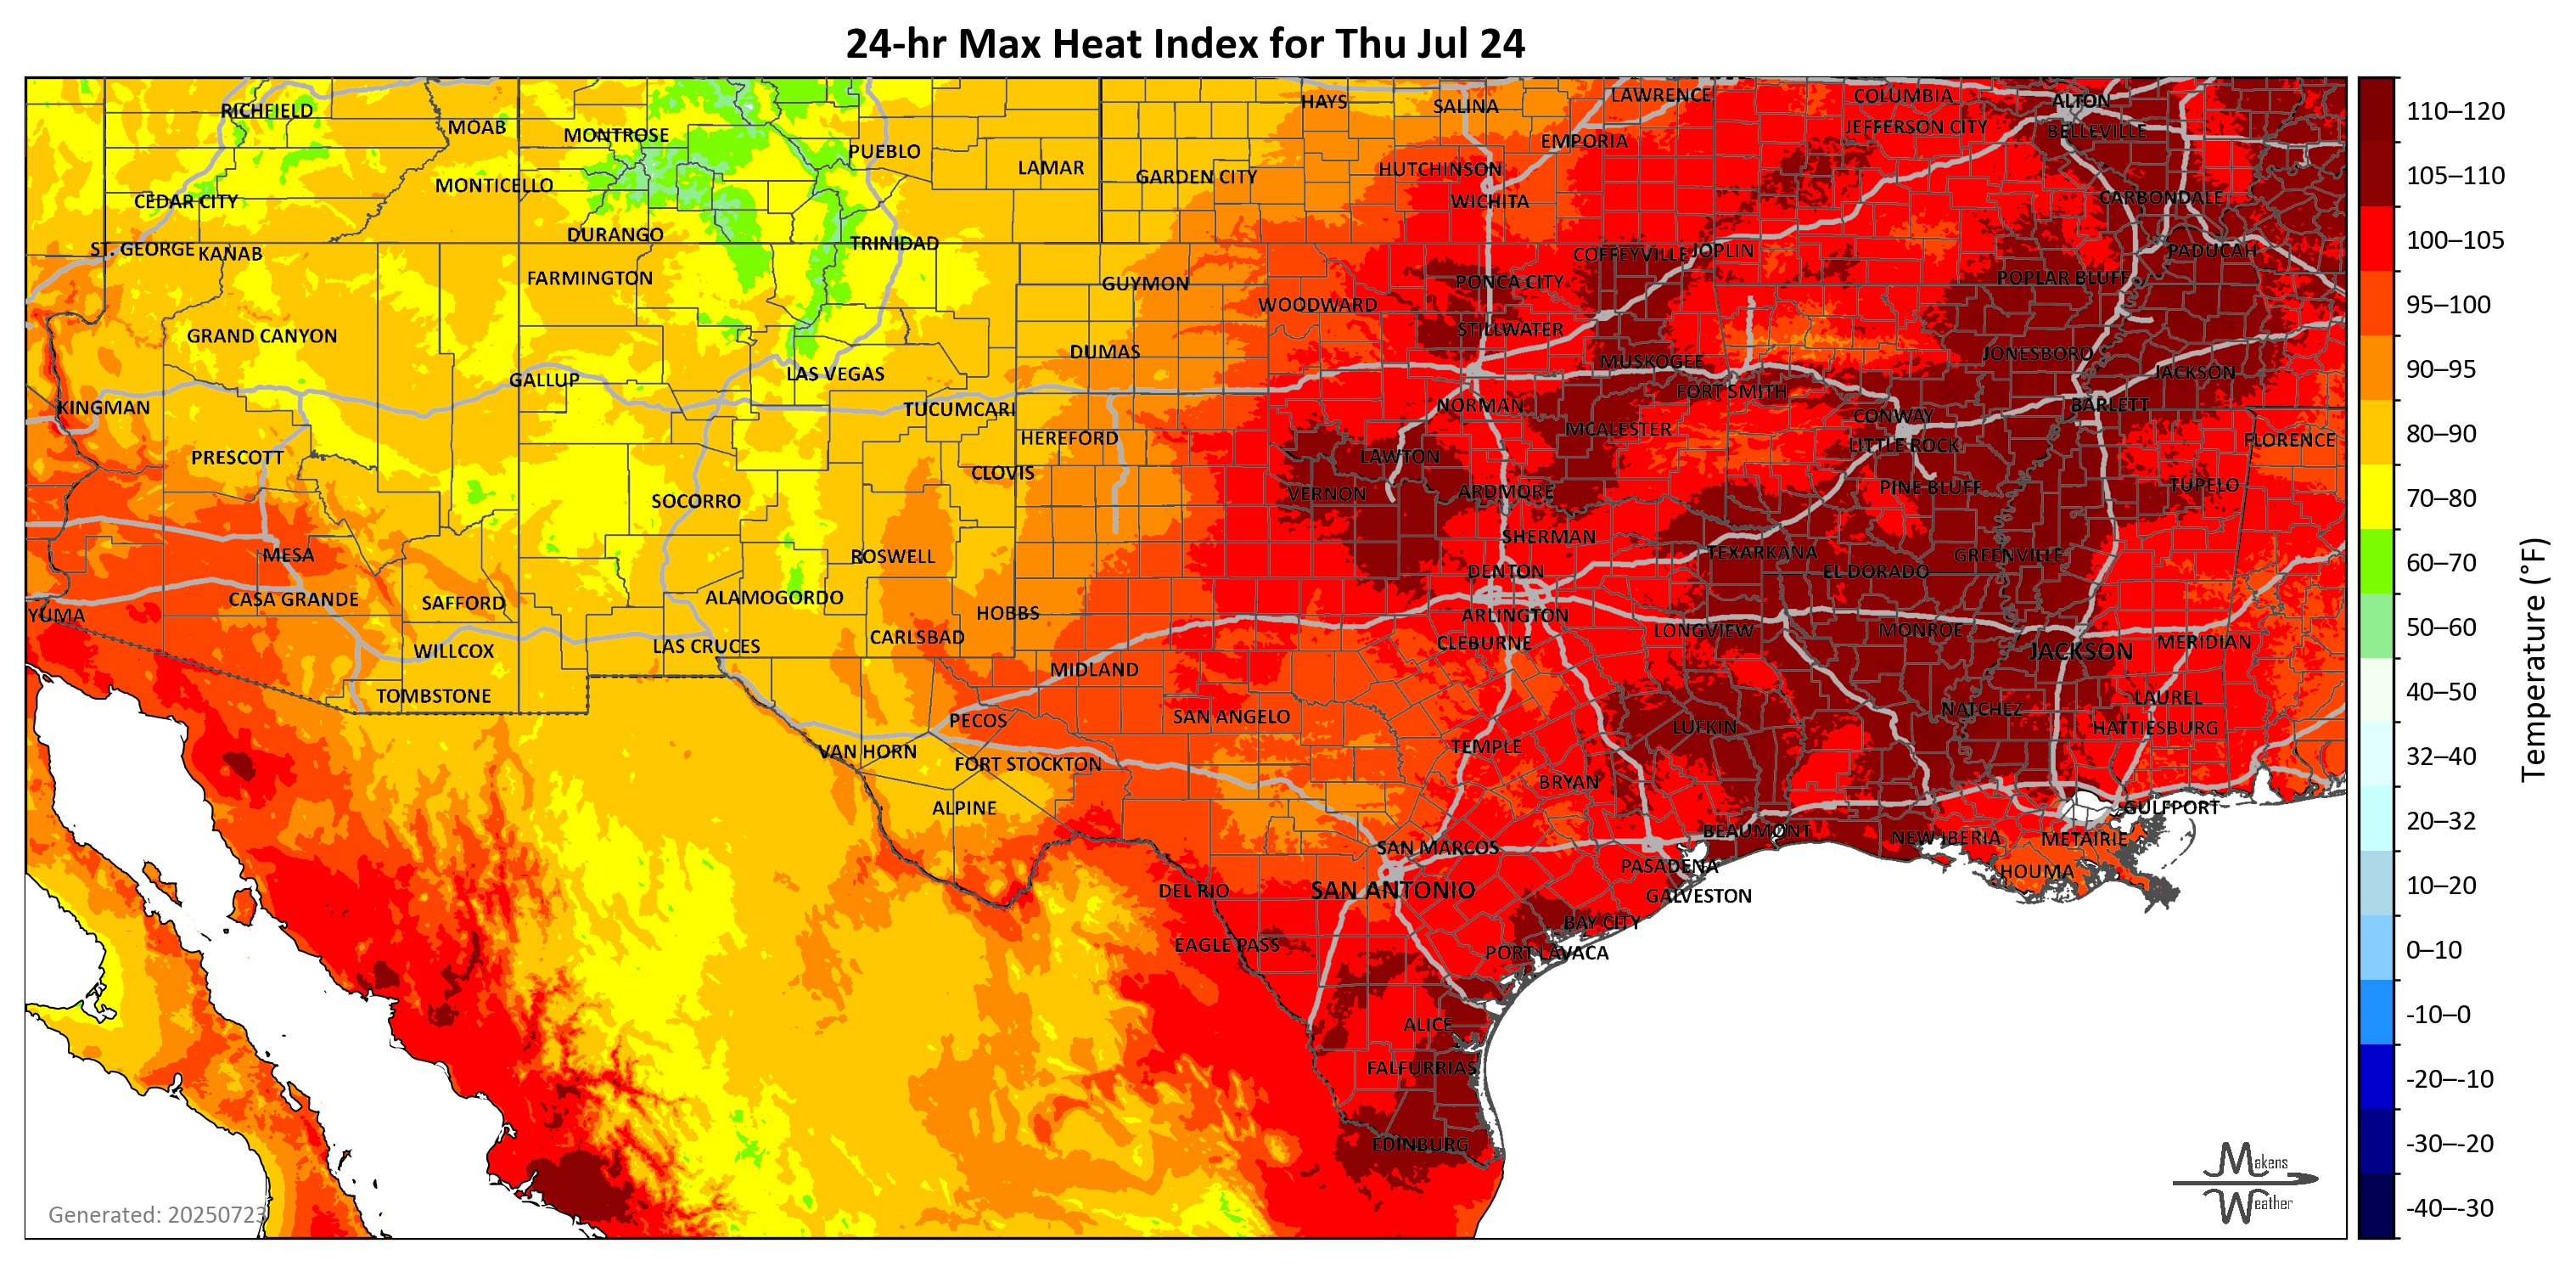 24-hr Max Heat Index for Thu Jul 24
RICHFIELD
MOAB
MONTROSE
PUEBLO
LAMAR
HAYS
SALINA
LAWRENCE
EMPORIA
COLUMBIA
JEFFERSON CITY
ALTON
BELLEVILLE
CEDAR CITY
MONTICELLO
GARDEN CITY
HUTCHINSON
WICHITA
CARBONDALE
ST. GEORGE
KANAB
DURANGO
TRINIDAD
FARMINGTON
GUYMON
WOODWARD
PONCA CITY
COFFEYVILLE
JOPLIN
POPLAR BLUFF
PADUCAH
GRAND CANYON
DUMAS
STILLWATER
MUSKOGEE
JONESBORO
JACKSON
GALLUP
LAS VEGAS
KINGMAN
TUCUMCARI
NORMAN
FORT SMITH
CONWAY
BARLETT
PRESCOTT
HEREFORD
CLOVIS
LAWTON
MCALESTER
LITTLE ROCK
FLORENCE
SOCORRO
VERNON
ARDMORE
PINE BLUFF
TUPELO
MESA
ROSWELL
SHERMAN
TEXARKANA
GREENVILLE
CASA GRANDE
SAFFORD
ALAMOGORDO
HOBBS
DENTON
EL DORADO
YUMA
WILLCOX
LAS CRUCES
CARLSBAD
ARLINGTON
CLEBURNE
LONGVIEW
MONROE
JACKSON
MERIDIAN
TOMBSTONE
MIDLAND
PECOS
SAN ANGELO
LUFKIN
NATCHEZ
LAUREL
HATTIESBURG
VAN HORN
FORT STOCKTON
TEMPLE
BRYAN
ALPINE
BEAUMONT
NEW IBERIA
METAIRIE
GULFPORT
SAN MARCOS
PASADENA
HOUMA
DEL RIO
SAN ANTONIO
GALVESTON
EAGLE PASS
BAY CITY
PORT LAVACA
ALICE
FALFURRIAS
EDINBURG
Generated: 20250723
Makens
Weather
110–120
105–110
100–105
95–100
90–95
80–90
70–80
60–70
50–60
40–50
32–40
20–32
10–20
0–10
-10–0
-20–-10
-30–-20
-40–-30
Temperature (°F)